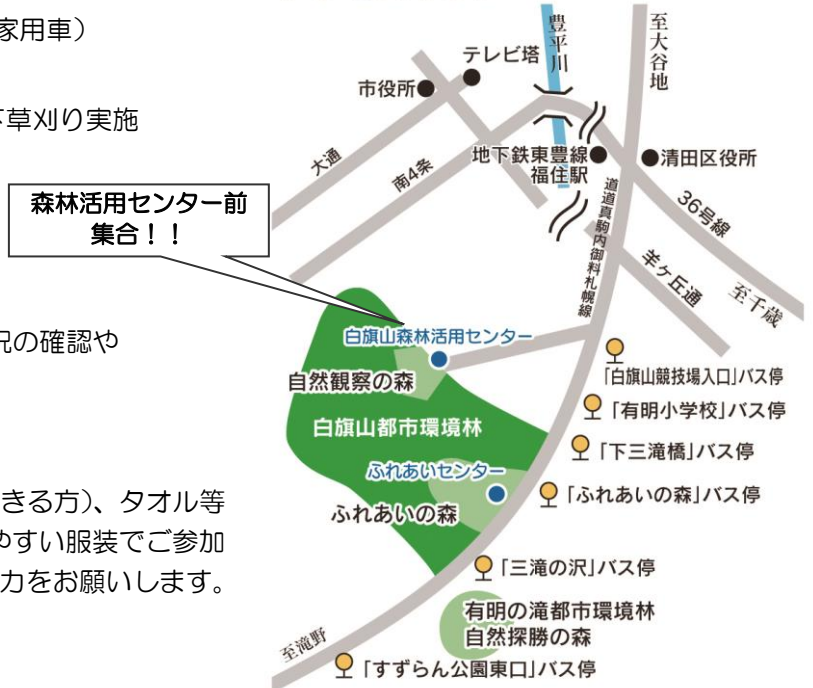 家用車）
下草刈り実施
森林活用センター前
集合！！
況の確認や
きる方）、タオル等
やすい服装でご参加
力をお願いします。
豊平川
至大谷地
テレビ塔
市役所
大通
南4条
地下鉄東豊線
福住駅
清田区役所
36号線
道道真駒内御料札幌線
羊ヶ丘通
至千歳
白旗山森林活用センター
自然観察の森
「白旗山競技場入口」バス停
「有明小学校」バス停
白旗山都市環境林
「下三滝橋」バス停
ふれあいセンター
「ふれあいの森」バス停
ふれあいの森
「三滝の沢」バス停
有明の滝都市環境林
自然探勝の森
至滝野
「すずらん公園東口」バス停